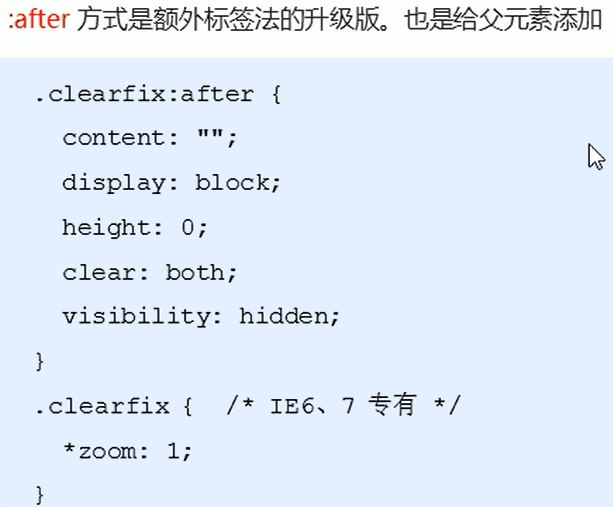 :after 方式是额外标签法的升级版。也是给父元素添加
.clearfix:after {
content: "";
display: block;
height: 0;
clear: both;
visibility: hidden;
}
.clearfix { /* IE6、7 专有 */
*zoom: 1;
}